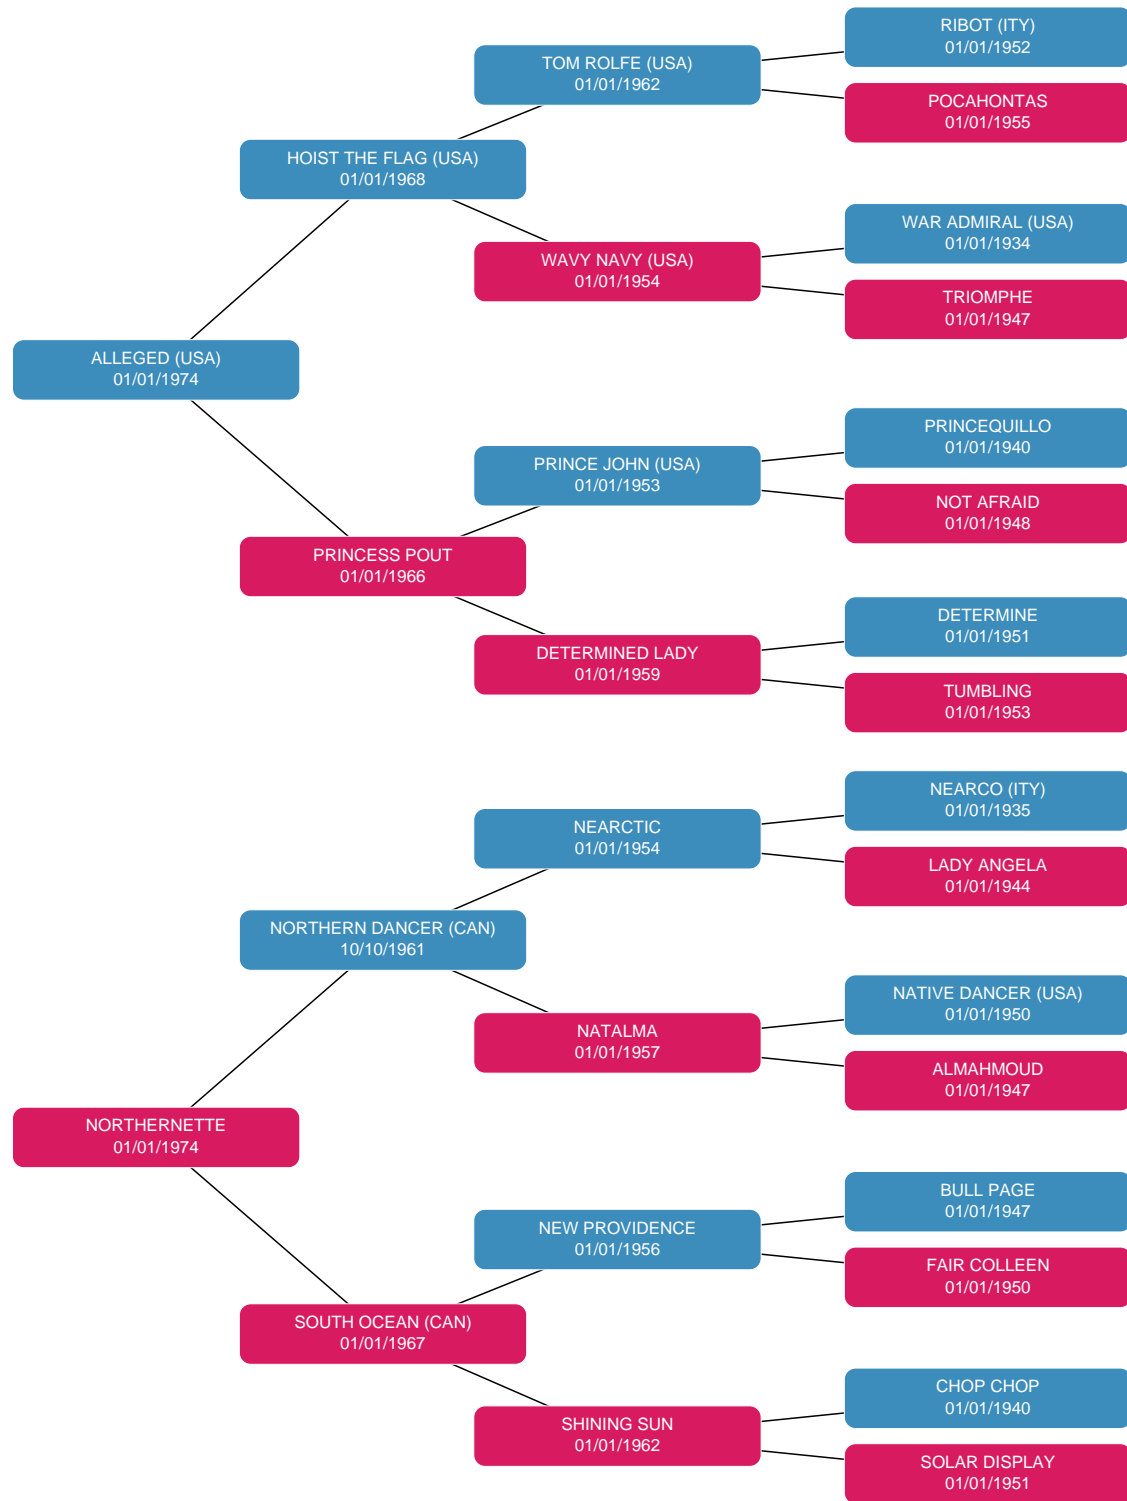 RIBOT (ITY)
01/01/1952
TOM ROLFE (USA)
01/01/1962
POCAHONTAS
01/01/1955
HOIST THE FLAG (USA)
01/01/1968
WAR ADMIRAL (USA)
01/01/1934
WAVY NAVY (USA)
01/01/1954
TRIOMPHE
01/01/1947
ALLEGED (USA)
01/01/1974
PRINCEQUILLO
01/01/1940
PRINCE JOHN (USA)
01/01/1953
NOT AFRAID
01/01/1948
PRINCESS POUT
01/01/1966
DETERMINE
01/01/1951
DETERMINED LADY
01/01/1959
TUMBLING
01/01/1953
NEARCO (ITY)
01/01/1935
NEARCTIC
01/01/1954
LADY ANGELA
01/01/1944
NORTHERN DANCER (CAN)
10/10/1961
NATIVE DANCER (USA)
01/01/1950
NATALMA
01/01/1957
ALMAHMOUD
01/01/1947
NORTHERNETTE
01/01/1974
BULL PAGE
01/01/1947
NEW PROVIDENCE
01/01/1956
FAIR COLLEEN
01/01/1950
SOUTH OCEAN (CAN)
01/01/1967
CHOP CHOP
01/01/1940
SHINING SUN
01/01/1962
SOLAR DISPLAY
01/01/1951